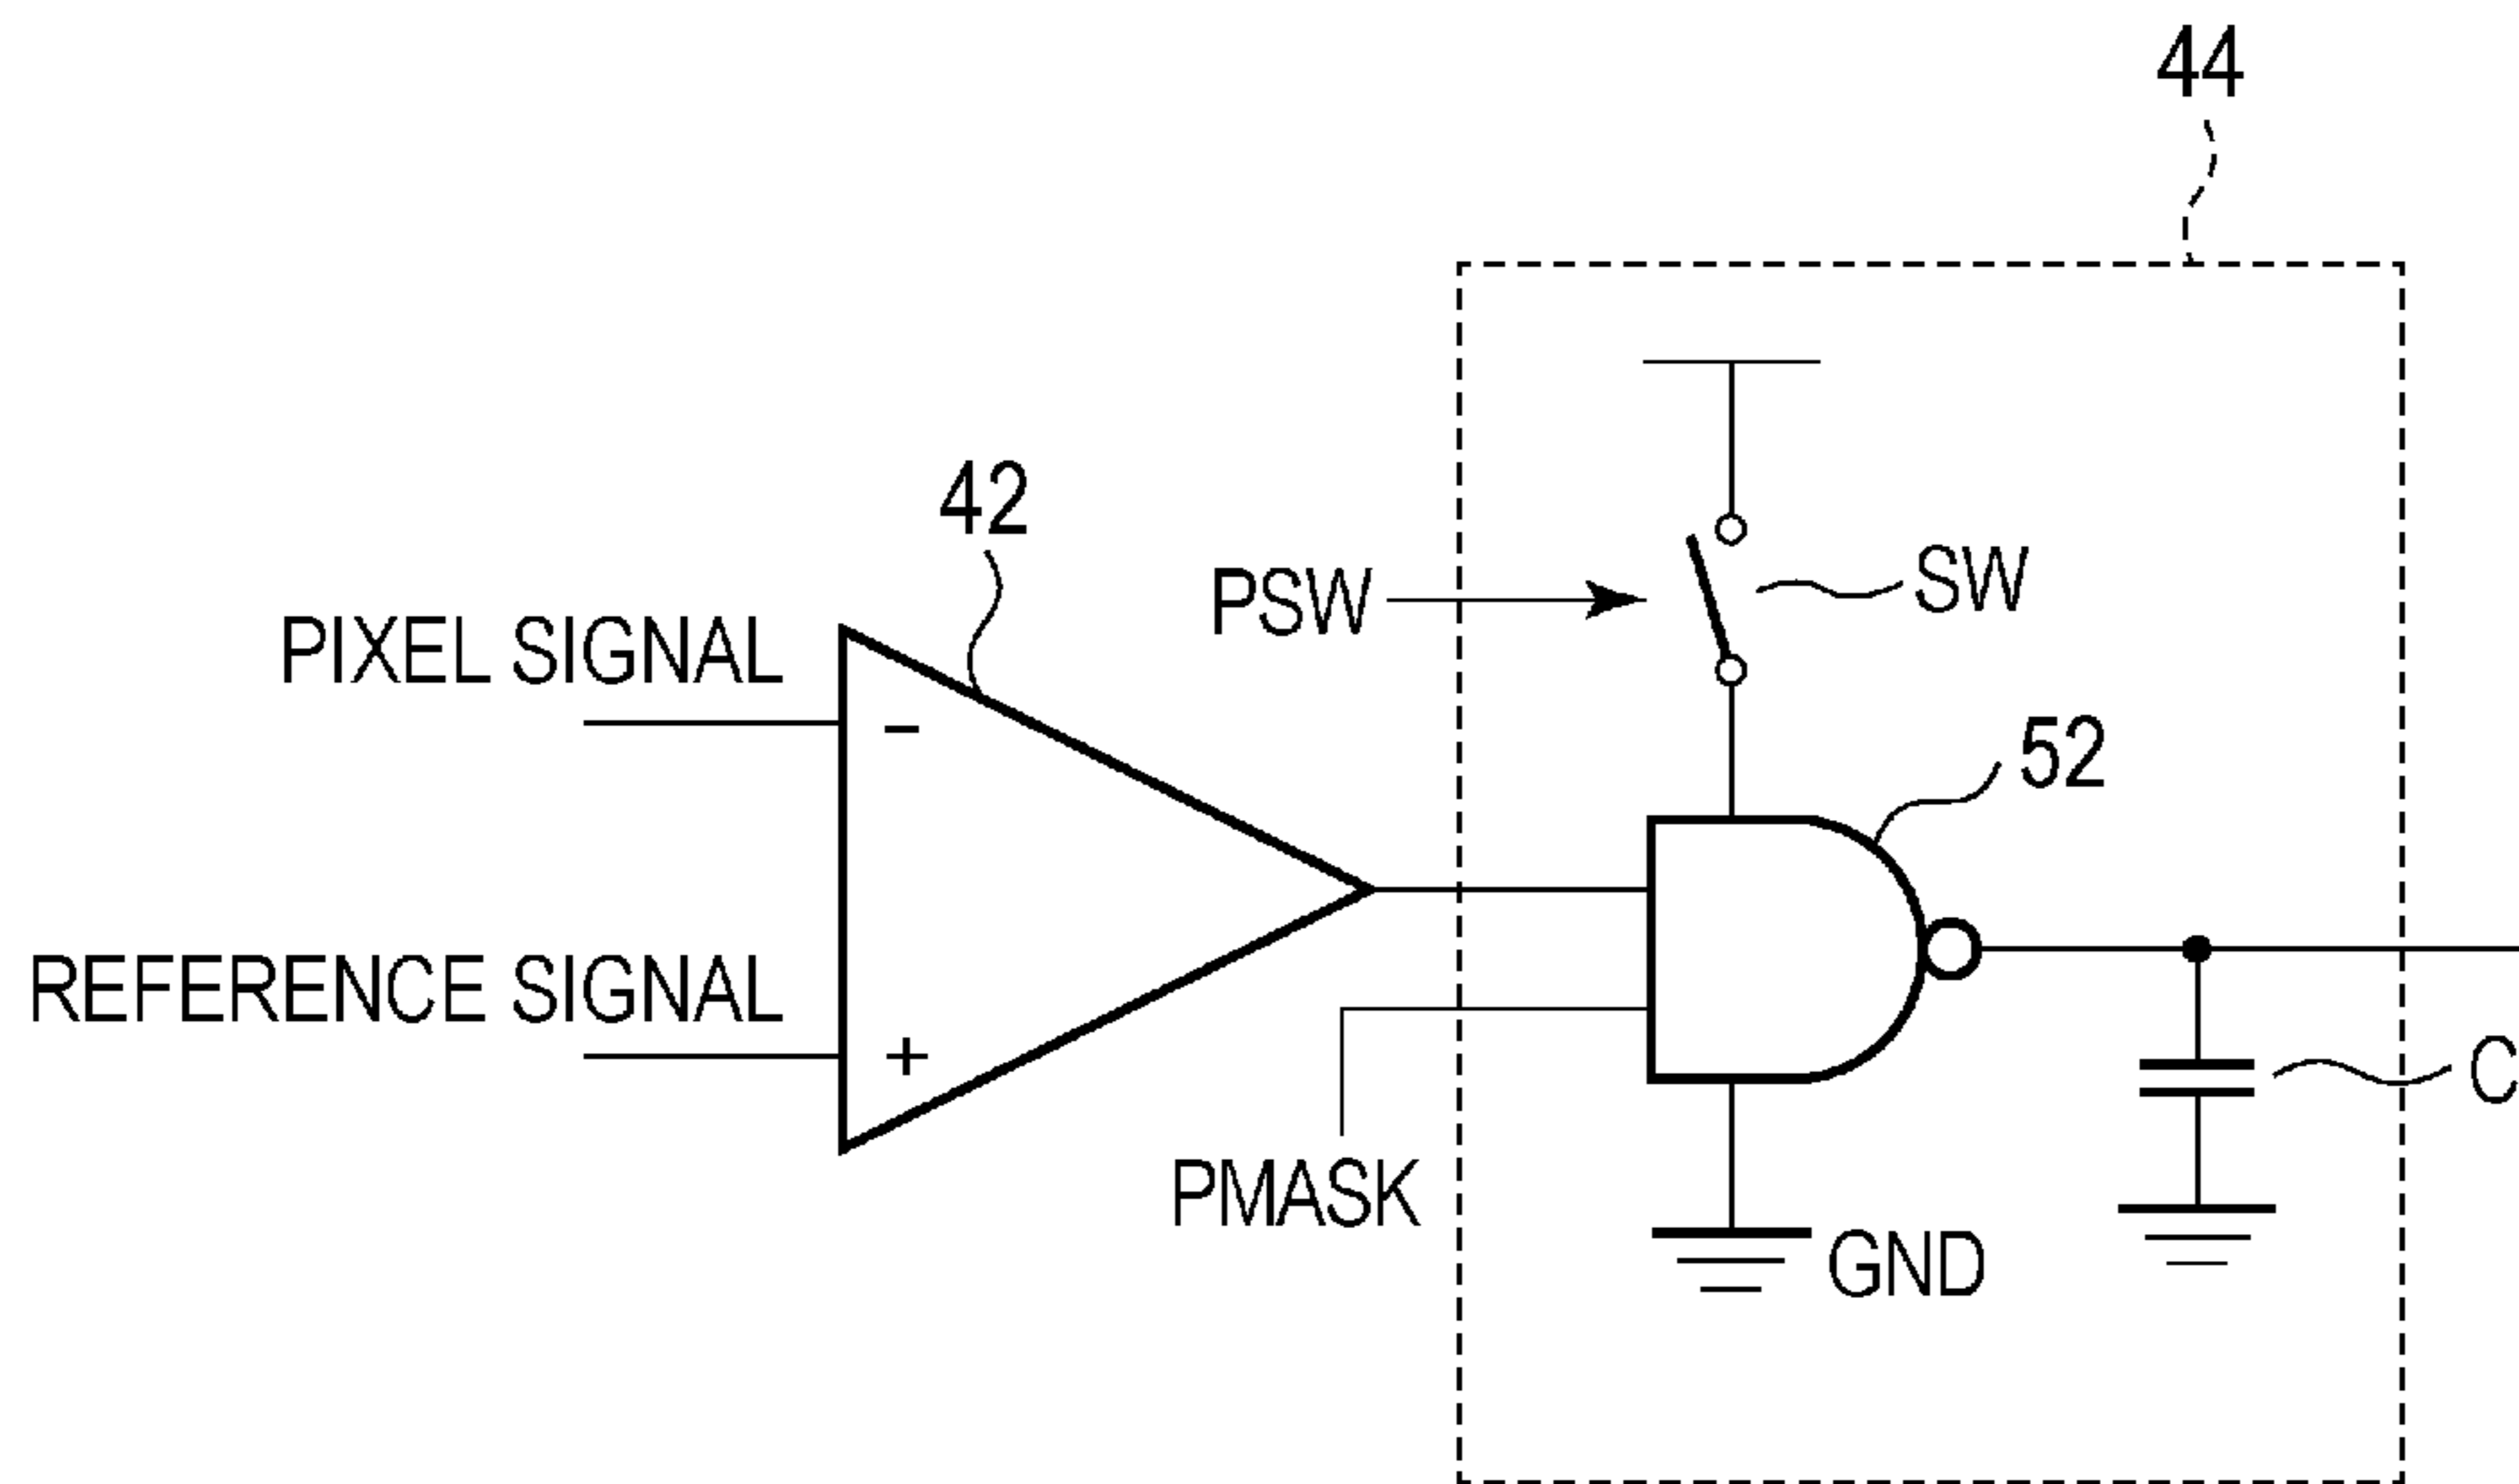 44
42
PSW
SW
PIXEL SIGNAL
52
REFERENCE SIGNAL
-
+
C
PMASK
GND